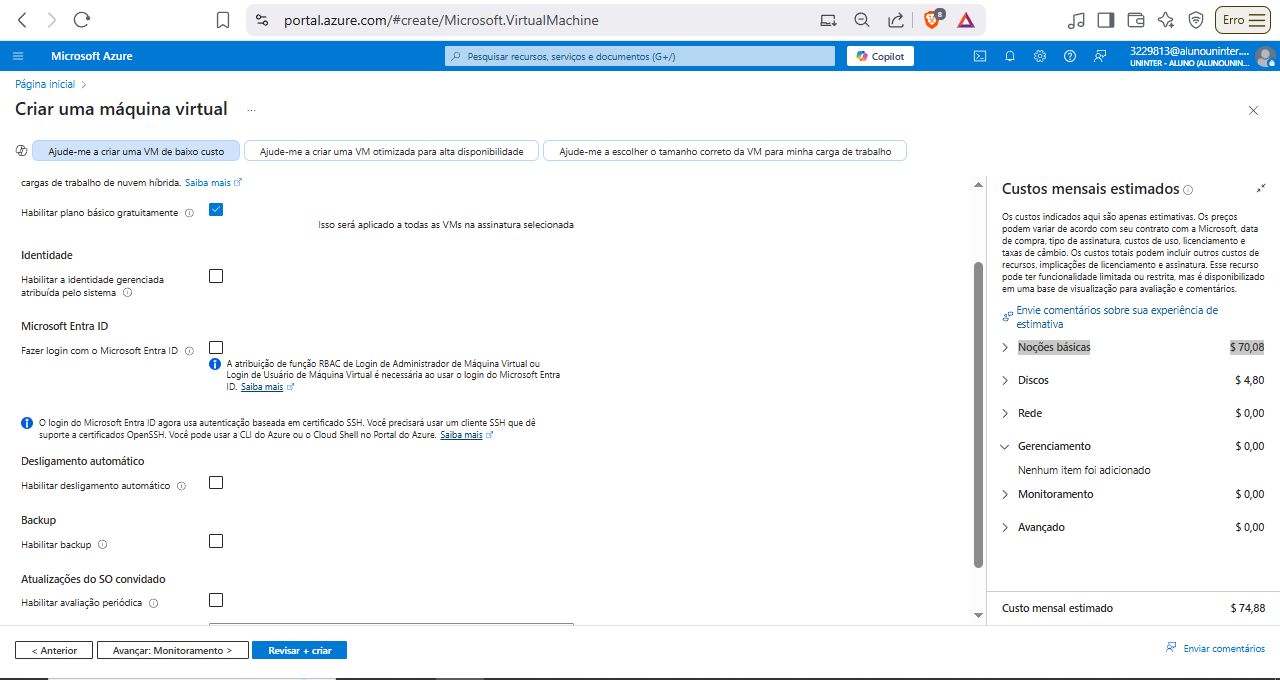 portal.azure.com/#create/Microsoft.VirtualMachine
8
Erro
Microsoft Azure
Pesquisar recursos, serviços e documentos (G+/)
Copilot
3229813@alunouninter....
UNINTER - ALUNO (ALUNOUNIN...
Página inicial
Criar uma máquina virtual
...
Ajude-me a criar uma VM de baixo custo
Ajude-me a criar uma VM otimizada para alta disponibilidade
Ajude-me a escolher o tamanho correto da VM para minha carga de trabalho
cargas de trabalho de nuvem híbrida. Saiba mais
Habilitar plano básico gratuitamente
Isso será aplicado a todas as VMs na assinatura selecionada
Identidade
Habilitar a identidade gerenciada
atribuída pelo sistema
Microsoft Entra ID
Fazer login com o Microsoft Entra ID
A atribuição de função RBAC de Login de Administrador de Máquina Virtual ou
Login de Usuário de Máquina Virtual é necessária ao usar o login do Microsoft Entra
ID. Saiba mais
O login do Microsoft Entra ID agora usa autenticação baseada em certificado SSH. Você precisará usar um cliente SSH que dê
suporte a certificados OpenSSH. Você pode usar a CLI do Azure ou o Cloud Shell no Portal do Azure. Saiba mais
Desligamento automático
Habilitar desligamento automático
Backup
Habilitar backup
Atualizações do SO convidado
Habilitar avaliação periódica
Custos mensais estimados
Os custos indicados aqui são apenas estimativas. Os preços
podem variar de acordo com seu contrato com a Microsoft, data
de compra, tipo de assinatura, custos de uso, licenciamento e
taxas de câmbio. Os custos totais podem incluir outros custos de
recursos, implicações de licenciamento e assinatura. Esse recurso
pode ter funcionalidade limitada ou restrita, mas é disponibilizado
em uma base de visualização para avaliação e comentários.
Envie comentários sobre sua experiência de
estimativa
Noções básicas $ 70,08
Discos $ 4,80
Rede $ 0,00
Gerenciamento $ 0,00
Nenhum item foi adicionado
Monitoramento $ 0,00
Avançado $ 0,00
Custo mensal estimado $ 74,88
< Anterior
Avançar: Monitoramento >
Revisar + criar
Enviar comentários